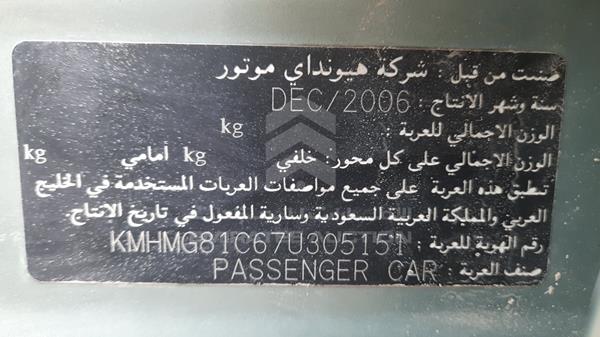 صنعت من قبل : شركة هيونداي موتور
سنة وشهر الانتاج : DEC/2006
الوزن الاجمالي للعربة : kg
الوزن الاجمالي على كل محور: خلفي kg أمامي kg
تنطبق هذه العربة على جميع مواصفات العربات المستخدمة في الخليج
العربي والمملكة العربية السعودية وسارية المفعول في تاريخ الانتاج.
رقم الهوية للعربة : KMHMG81C67U305151
صنف العربة : PASSENGER CAR